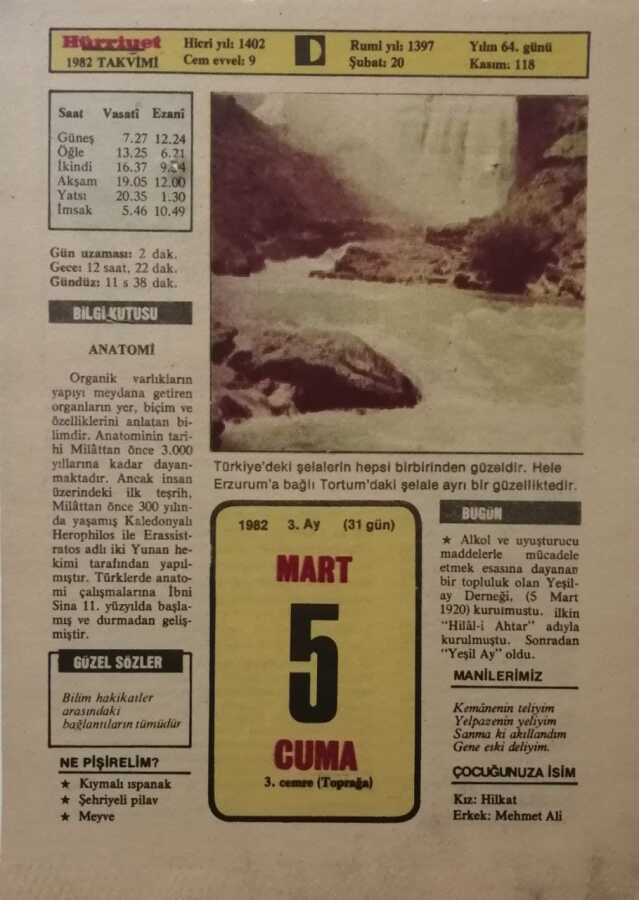 Hürriyet
1982 TAKVİMİ
Hicri yıl: 1402
Cem evvel: 9
D
Rumi yıl: 1397
Şubat: 20
Yılın 64. günü
Kasım: 118
Saat Vasatî Ezanî
Güneş 7.27 12.24
Öğle 13.25 6.21
İkindi 16.37
Akşam 19.05 12.00
Yatsı 20.35 1.30
İmsak 5.46 10.49
Gün uzaması: 2 dak.
Gece: 12 saat, 22 dak.
Gündüz: 11 s 38 dak.
BİLGİ KUTUSU
ANATOMİ
Organik varlıkların
yapıyı meydana getiren
organların yer, biçim ve
özelliklerini anlatan bi-
limdir. Anatominin tari-
hi Milâttan önce 3.000
yıllarına kadar dayan-
maktadır. Ancak insan
üzerindeki ilk teşrih,
Milâttan önce 300 yılın-
da yaşamış Kaledonyalı
Herophilos ile Erassist-
ratos adlı iki Yunan he-
kimi tarafından yapıl-
mıştır. Türklerde anato-
mi çalışmalarına İbni
Sina 11. yüzyılda başla-
mış ve durmadan geliş-
miştir.
GÜZEL SÖZLER
Bilim hakikatler
arasındaki
bağlantıların tümüdür
NE PİŞİRELİM?
★ Kıymalı ıspanak
★ Şehriyeli pilav
★ Meyve
Türkiye'deki şelalerin hepsi birbirinden güzeldir. Hele
Erzurum'a bağlı Tortum'daki şelale ayrı bir güzelliktedir.
1982 3. Ay (31 gün)
MART
5
CUMA
3. cemre (Toprağa)
BUGÜN
★ Alkol ve uyuşturucu
maddelerle mücadele
etmek esasına dayanan
bir topluluk olan Yeşil-
ay Derneği, (5 Mart
1920) kurulmuştu. ilkin
"Hilâl-i Ahtar" adıyla
kurulmuştu. Sonradan
"Yeşil Ay" oldu.
MANİLERİMİZ
Kemânenin teliyim
Yelpazenin yeliyim
Sanma ki akıllandım
Gene eski deliyim.
ÇOCUĞUNUZA İSİM
Kız: Hilkat
Erkek: Mehmet Ali